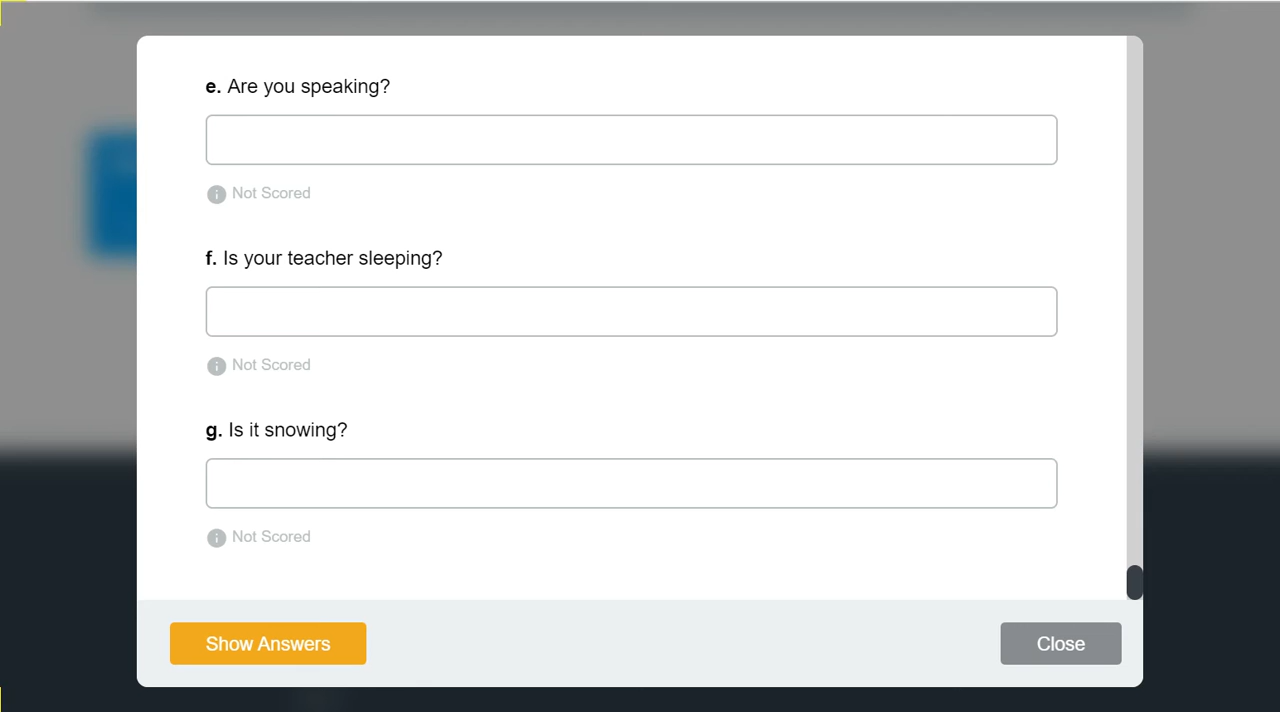 e. Are you speaking?
Not Scored
f. Is your teacher sleeping?
Not Scored
g. Is it snowing?
Not Scored
Show Answers
Close